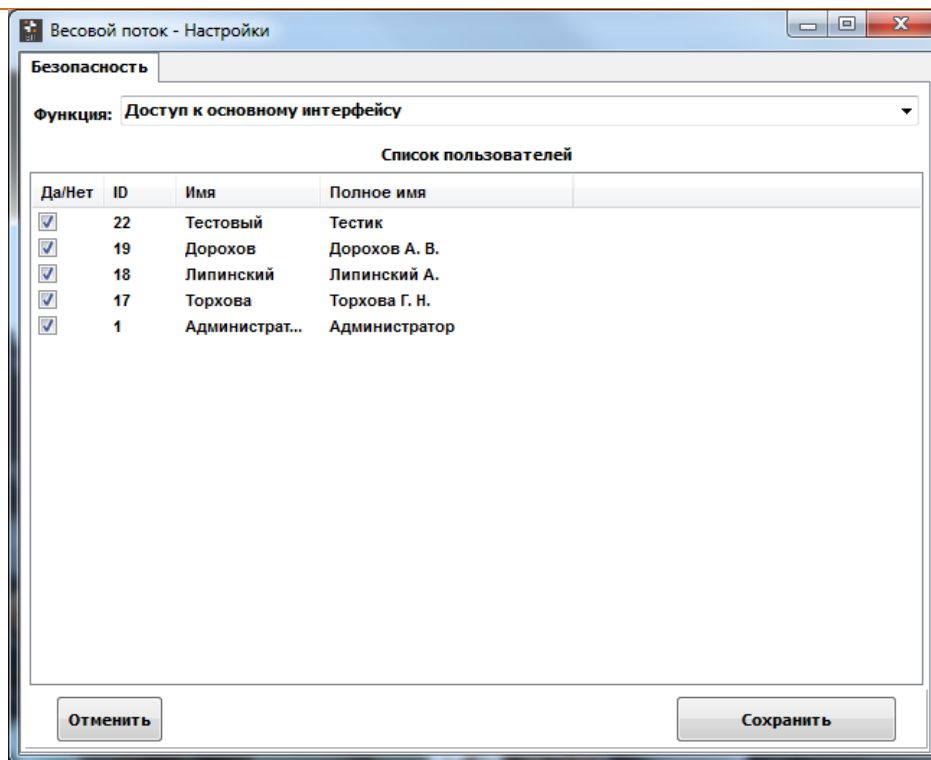 Весовой поток - Настройки
Безопасность
Функция: Доступ к основному интерфейсу
Список пользователей
Да/Нет ID Имя Полное имя
22 Тестовый Тестик
19 Дорохов Дорохов А. В.
18 Липинский Липинский А.
17 Торхова Торхова Г. Н.
1 Администрат... Администратор
Отменить Сохранить